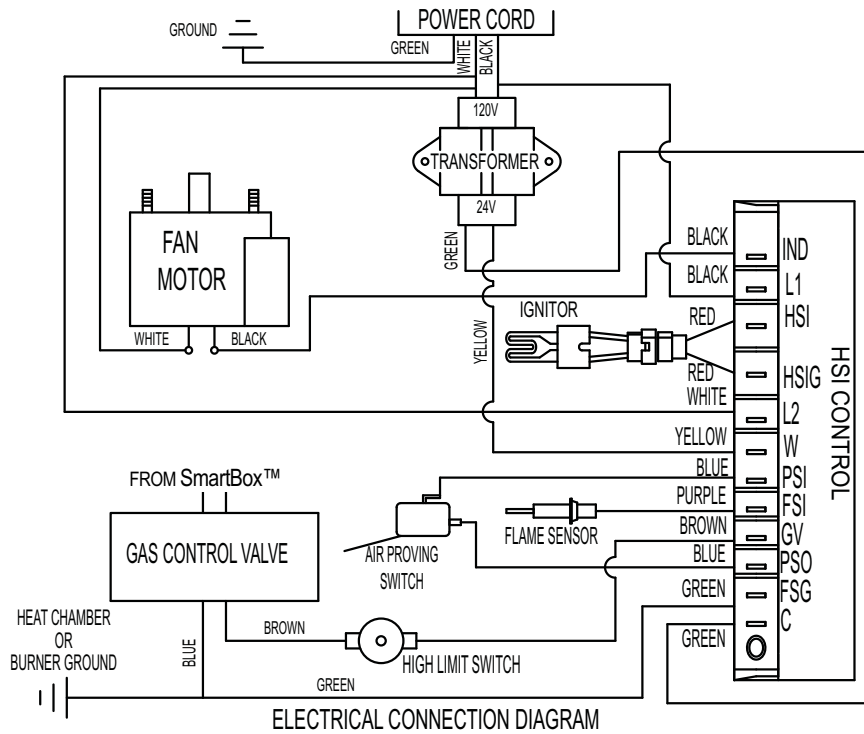 POWER CORD
GROUND
GREEN
WHITE
BLACK
120V
TRANSFORMER
24V
GREEN
YELLOW
FAN
MOTOR
WHITE
BLACK
IGNITOR
BLACK
IND
BLACK
L1
RED
HSI
RED
HSIG
WHITE
L2
YELLOW
W
BLUE
PSI
PURPLE
FSI
BROWN
GV
BLUE
PSO
GREEN
FSG
GREEN
C
HSI CONTROL
FROM SmartBox™
GAS CONTROL VALVE
AIR PROVING
SWITCH
FLAME SENSOR
HEAT CHAMBER
OR
BURNER GROUND
BLUE
BROWN
HIGH LIMIT SWITCH
GREEN
ELECTRICAL CONNECTION DIAGRAM